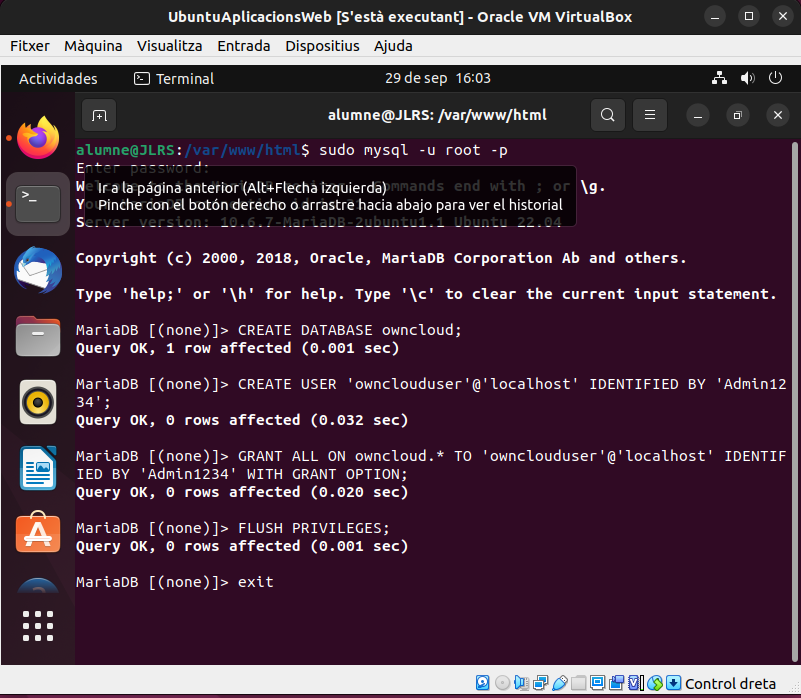 UbuntuAplicacionsWeb [S'està executant] - Oracle VM VirtualBox
Fitxer Màquina Visualitza Entrada Dispositius Ajuda
Actividades Terminal 29 de sep 16:03
alumne@JLRS: /var/www/html
alumne@JLRS:/var/www/html$ sudo mysql -u root -p
Enter password:
Ir a la página anterior (Alt+Flecha izquierda)
commands end with ; or \g.
Pinche con el botón derecho o arrastre hacia abajo para ver el historial
Server version: 10.6.7-MariaDB-2ubuntu1.1 Ubuntu 22.04
Copyright (c) 2000, 2018, Oracle, MariaDB Corporation Ab and others.
Type 'help;' or '\h' for help. Type '\c' to clear the current input statement.
MariaDB [(none)]> CREATE DATABASE owncloud;
Query OK, 1 row affected (0.001 sec)
MariaDB [(none)]> CREATE USER 'ownclouduser'@'localhost' IDENTIFIED BY 'Admin12
34';
Query OK, 0 rows affected (0.032 sec)
MariaDB [(none)]> GRANT ALL ON owncloud.* TO 'ownclouduser'@'localhost' IDENTIF
IED BY 'Admin1234' WITH GRANT OPTION;
Query OK, 0 rows affected (0.020 sec)
MariaDB [(none)]> FLUSH PRIVILEGES;
Query OK, 0 rows affected (0.001 sec)
MariaDB [(none)]> exit
Control dreta